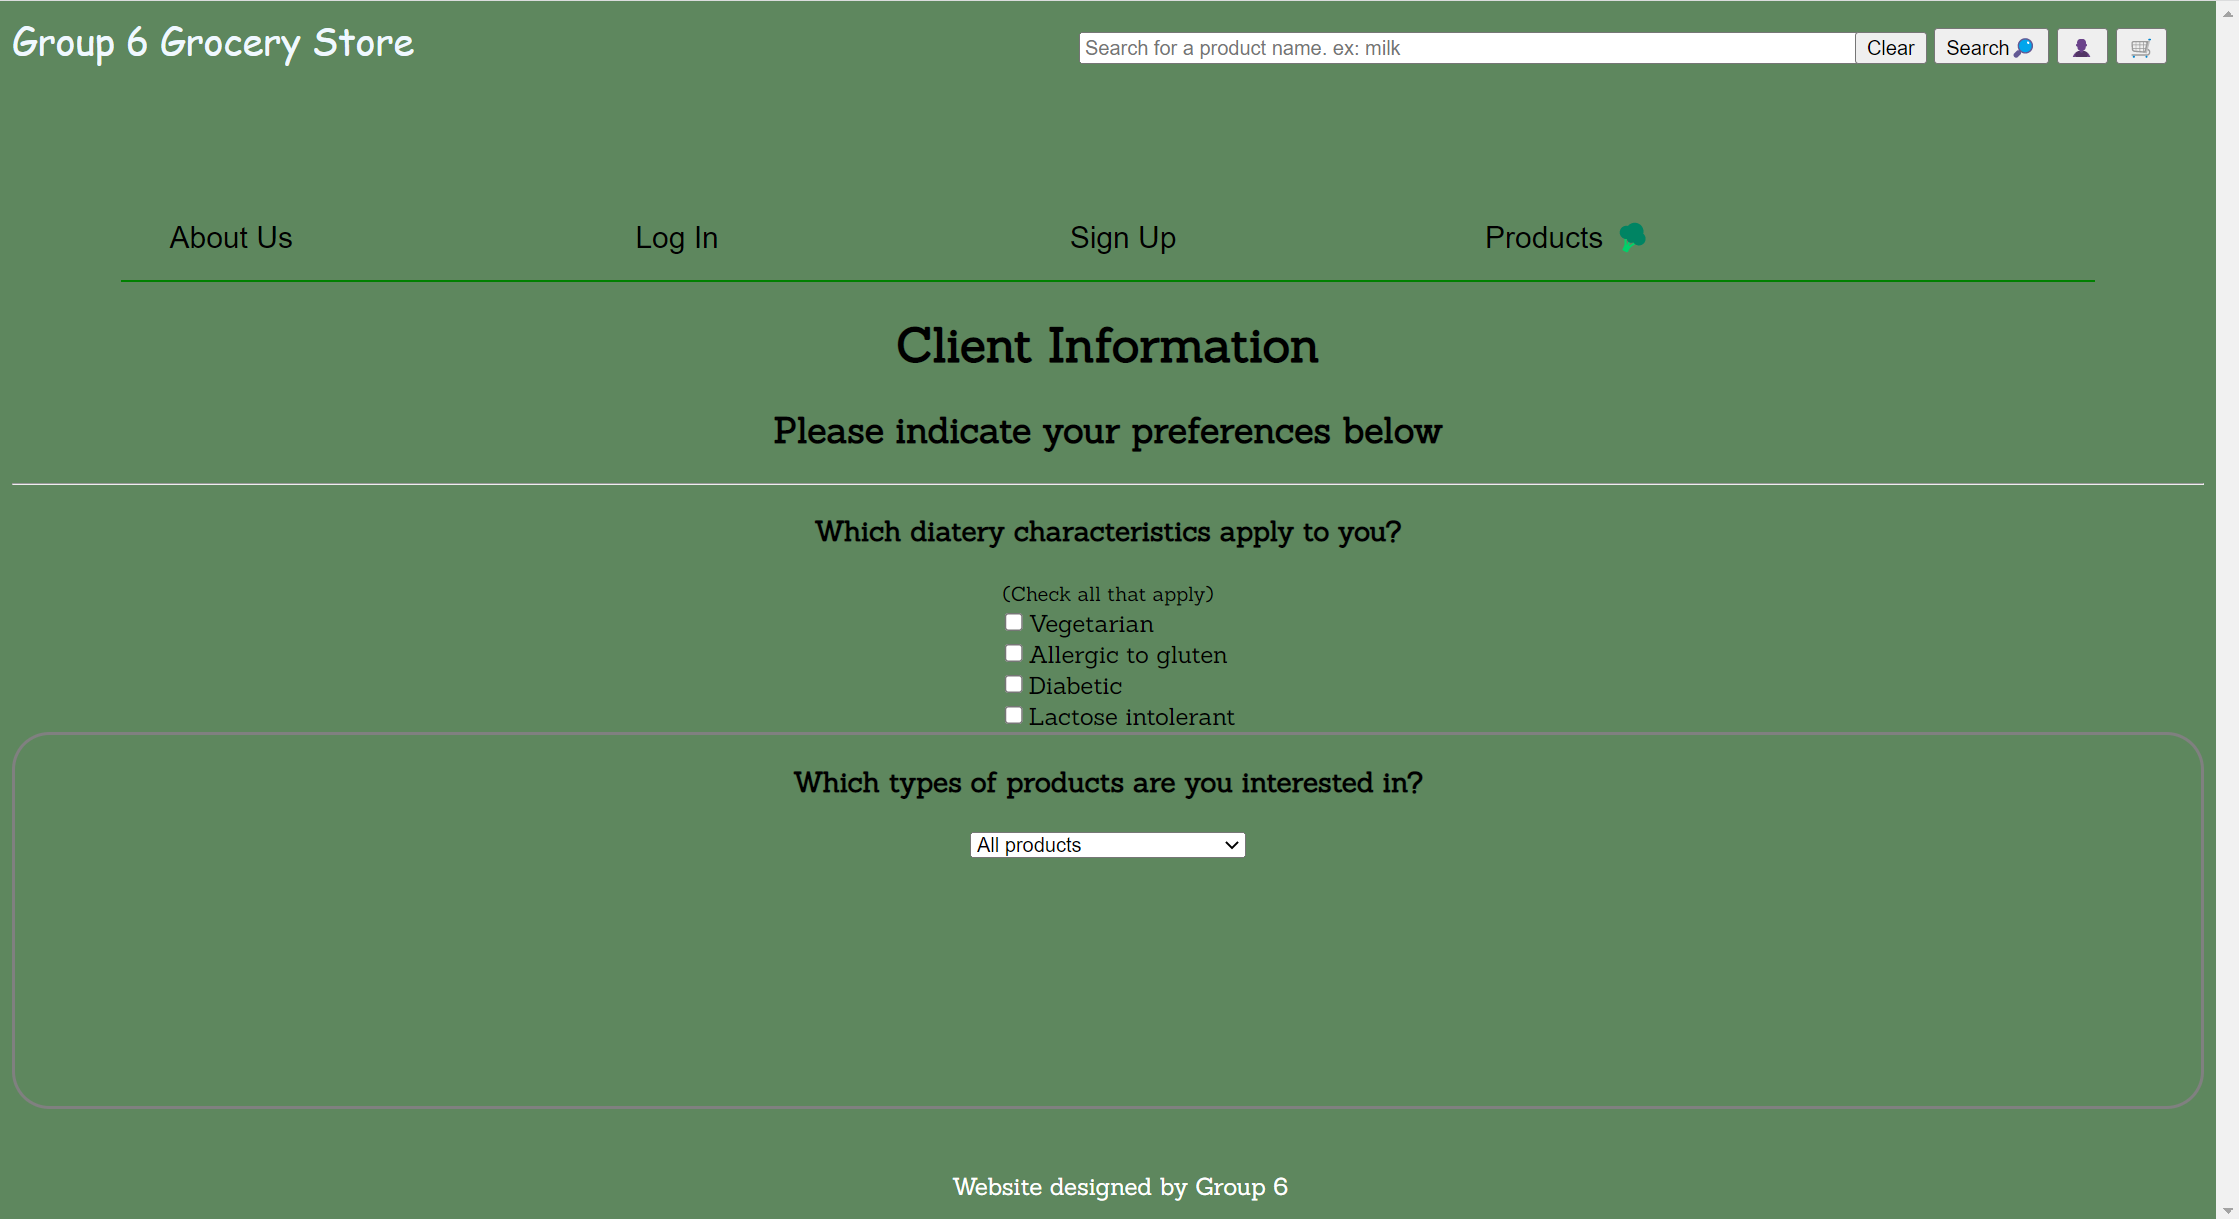 Group 6 Grocery Store
Search for a product name. ex: milk
Clear
Search
About Us
Log In
Sign Up
Products
Client Information
Please indicate your preferences below
Which diatery characteristics apply to you?
(Check all that apply)
Vegetarian
Allergic to gluten
Diabetic
Lactose intolerant
Which types of products are you interested in?
All products
Website designed by Group 6